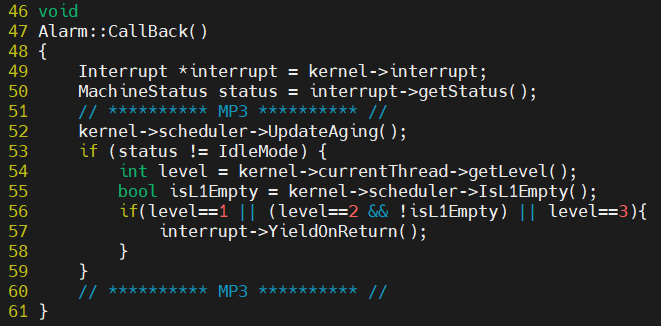 46 void
47 Alarm::CallBack()
48 {
49     Interrupt *interrupt = kernel->interrupt;
50     MachineStatus status = interrupt->getStatus();
51     // ********** MP3 ********** //
52     kernel->scheduler->UpdateAging();
53     if (status != IdleMode) {
54         int level = kernel->currentThread->getLevel();
55         bool isL1Empty = kernel->scheduler->IsL1Empty();
56         if(level==1 || (level==2 && !isL1Empty) || level==3){
57             interrupt->YieldOnReturn();
58         }
59     }
60     // ********** MP3 ********** //
61 }